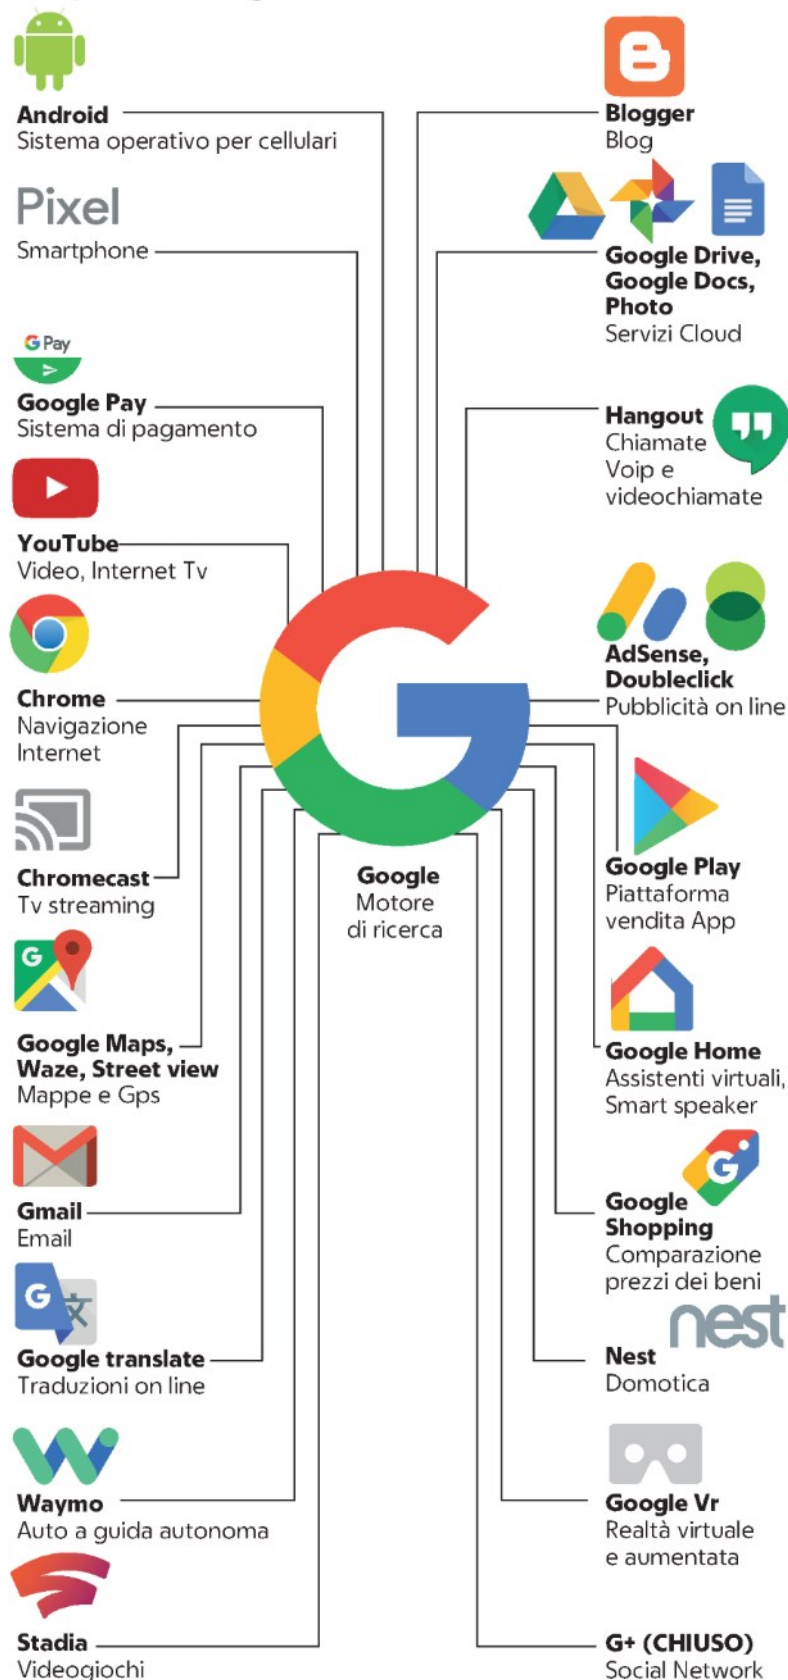 Android
Sistema operativo per cellulari
Pixel
Smartphone
G Pay
Google Pay
Sistema di pagamento
YouTube
Video, Internet Tv
Chrome
Navigazione
Internet
Chromecast
Tv streaming
G
Google Maps,
Waze, Street view
Mappe e Gps
Gmail
Email
G 文
Google translate
Traduzioni on line
Waymo
Auto a guida autonoma
Stadia
Videogiochi
Google
Motore
di ricerca
Blogger
Blog
Google Drive,
Google Docs,
Photo
Servizi Cloud
Hangout
Chiamate
Voip e
videochiamate
AdSense,
Doubleclick
Pubblicità on line
Google Play
Piattaforma
vendita App
Google Home
Assistenti virtuali,
Smart speaker
G
Google
Shopping
Comparazione
prezzi dei beni
nest
Nest
Domotica
Google Vr
Realtà virtuale
e aumentata
G+ (CHIUSO)
Social Network